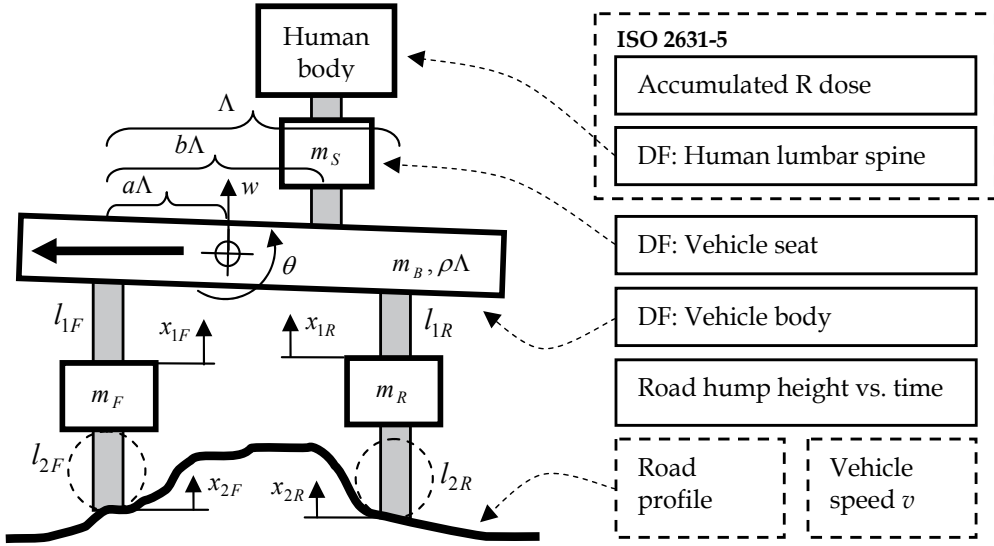 Human
body
Λ
m_S
bΛ
aΛ
w
θ
m_B, ρΛ
l_1F
x_1F
x_1R
l_1R
m_F
m_R
l_2F
x_2F
x_2R
l_2R
ISO 2631-5
Accumulated R dose
DF: Human lumbar spine
DF: Vehicle seat
DF: Vehicle body
Road hump height vs. time
Road
profile
Vehicle
speed v